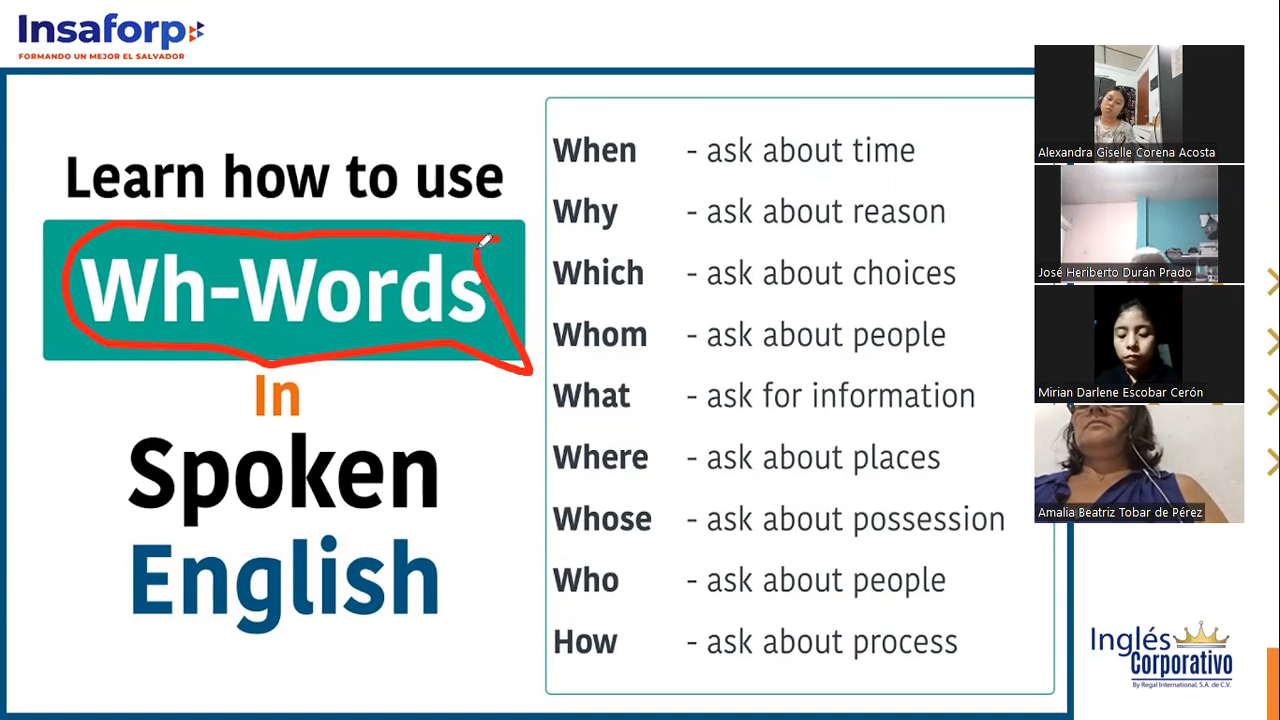 Insaforp
FORMANDO UN MEJOR EL SALVADOR
Learn how to use
Wh-Words
In
Spoken
English
When - ask about time
Why - ask about reason
Which - ask about choices
Whom - ask about people
What - ask for information
Where - ask about places
Whose - ask about possession
Who - ask about people
How - ask about process
Alexandra Giselle Corena Acosta
José Heriberto Durán Prado
Mirian Darlene Escobar Cerón
Amalia Beatriz Tobar de Pérez
Inglés
Corporativo
By Regal International, S.A. de C.V.